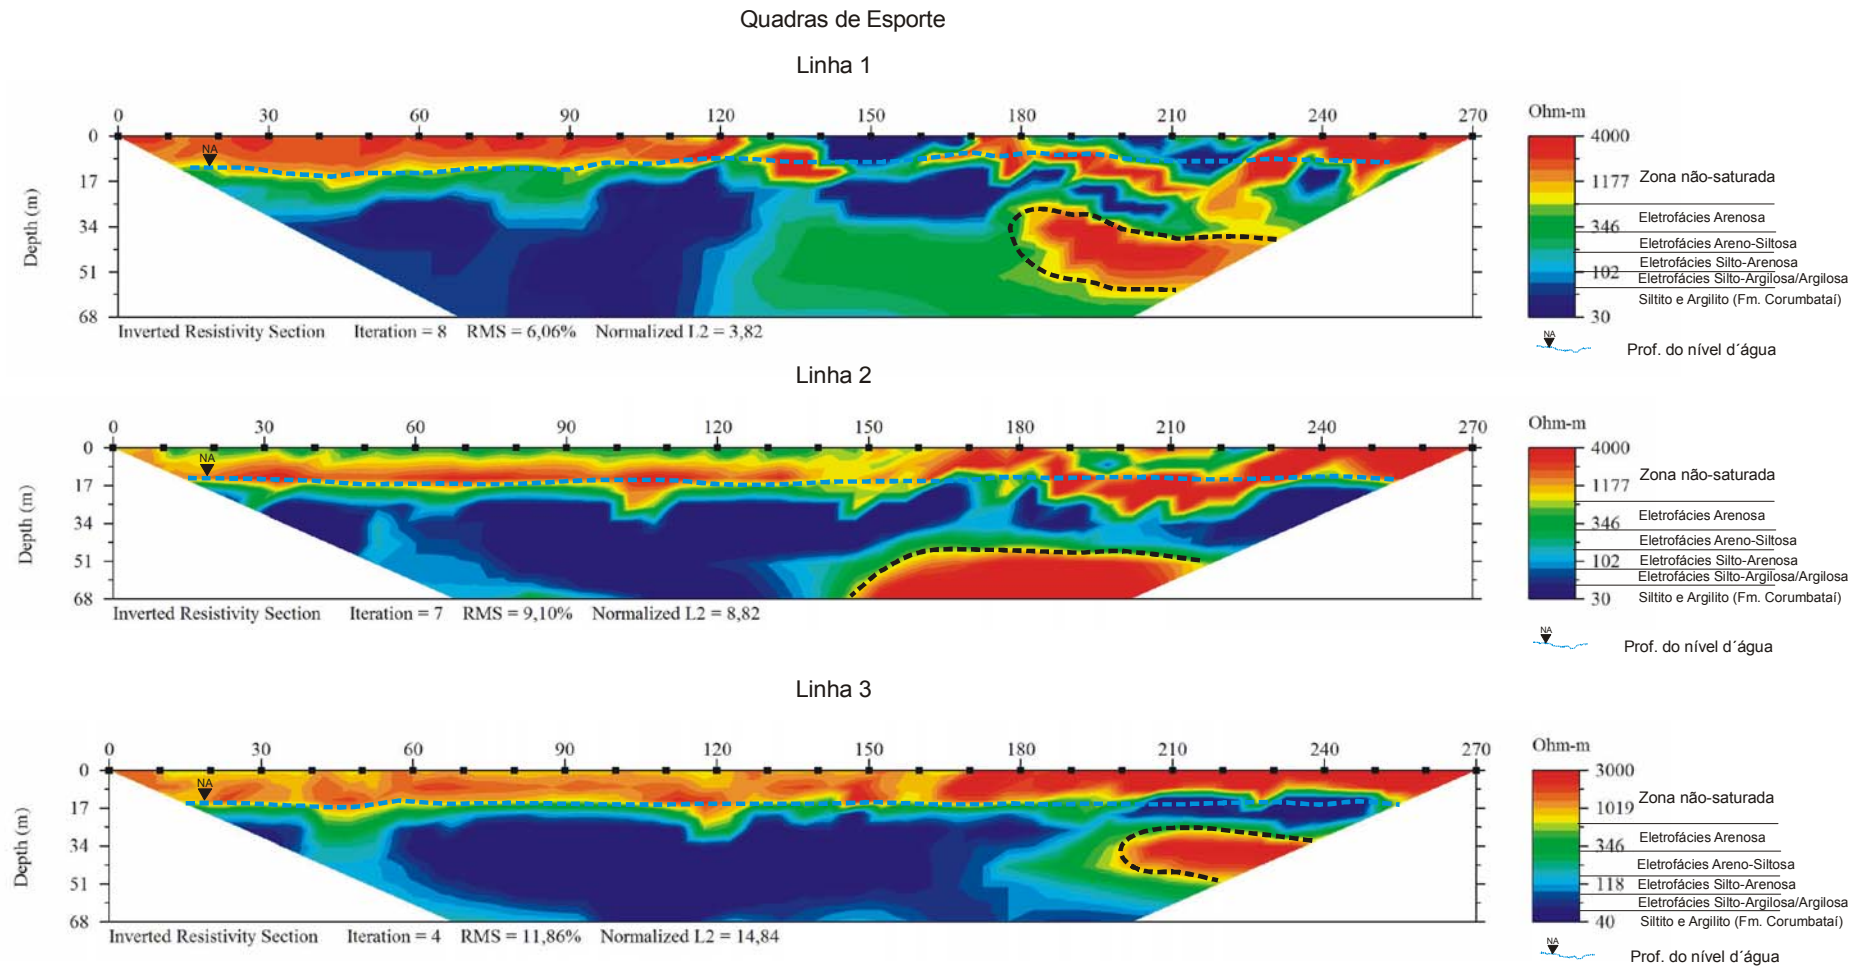 Quadras de Esporte
Linha 1
0 30 60 90 120 150 180 210 240 270
Depth (m)
0
17
34
51
68
NA
Inverted Resistivity Section Iteration = 8 RMS = 6,06% Normalized L2 = 3,82
Ohm-m
4000
1177 Zona não-saturada
Eletrofácies Arenosa
346
Eletrofácies Areno-Siltosa
Eletrofácies Silto-Arenosa
102
Eletrofácies Silto-Argilosa/Argilosa
Siltito e Argilito (Fm. Corumbataí)
30
NA
Prof. do nível d´água
Linha 2
0 30 60 90 120 150 180 210 240 270
Depth (m)
0
17
34
51
68
NA
Inverted Resistivity Section Iteration = 7 RMS = 9,10% Normalized L2 = 8,82
Ohm-m
4000
Zona não-saturada
1177
Eletrofácies Arenosa
346
Eletrofácies Areno-Siltosa
102 Eletrofácies Silto-Arenosa
Eletrofácies Silto-Argilosa/Argilosa
30 Siltito e Argilito (Fm. Corumbataí)
NA
Prof. do nível d´água
Linha 3
0 30 60 90 120 150 180 210 240 270
Depth (m)
0
17
34
51
68
NA
Inverted Resistivity Section Iteration = 4 RMS = 11,86% Normalized L2 = 14,84
Ohm-m
3000
Zona não-saturada
1019
Eletrofácies Arenosa
346
Eletrofácies Areno-Siltosa
118 Eletrofácies Silto-Arenosa
Eletrofácies Silto-Argilosa/Argilosa
40 Siltito e Argilito (Fm. Corumbataí)
NA
Prof. do nível d´água